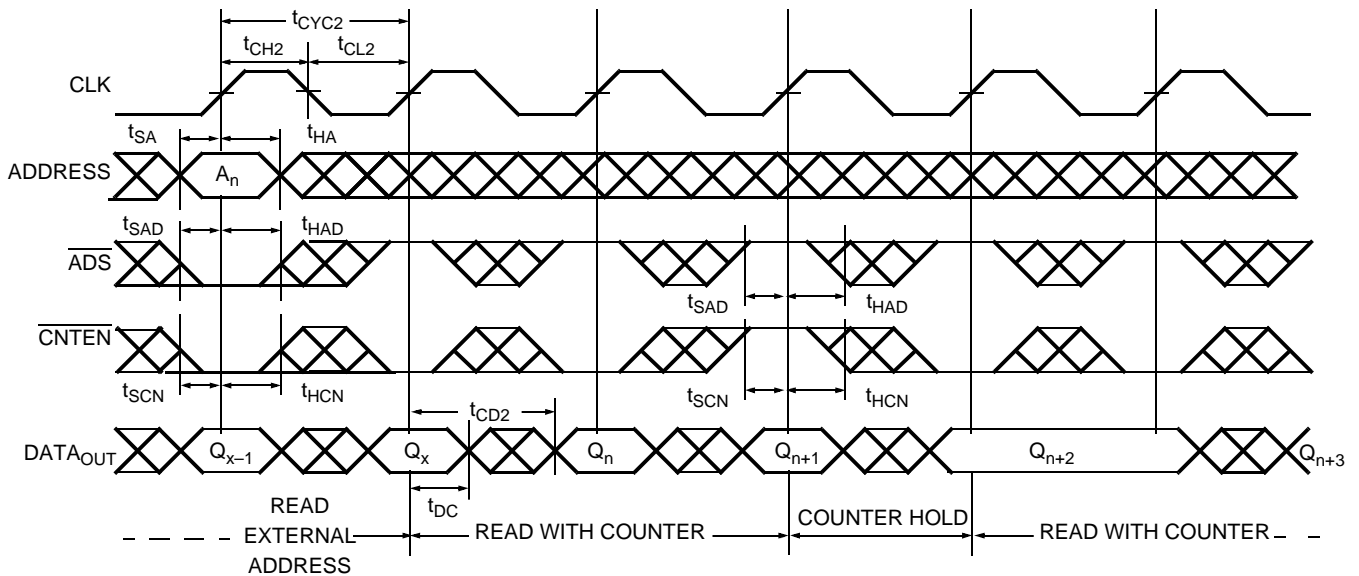 tCYC2
tCH2 tCL2
CLK
tSA tHA
ADDRESS An
tSAD tHAD
ADS
tSAD tHAD
CNTEN
tSCN tHCN tSCN tHCN
tCD2
DATAOUT Qx–1 Qx Qn Qn+1 Qn+2 Qn+3
tDC
READ
EXTERNAL
ADDRESS
READ WITH COUNTER
COUNTER HOLD
READ WITH COUNTER